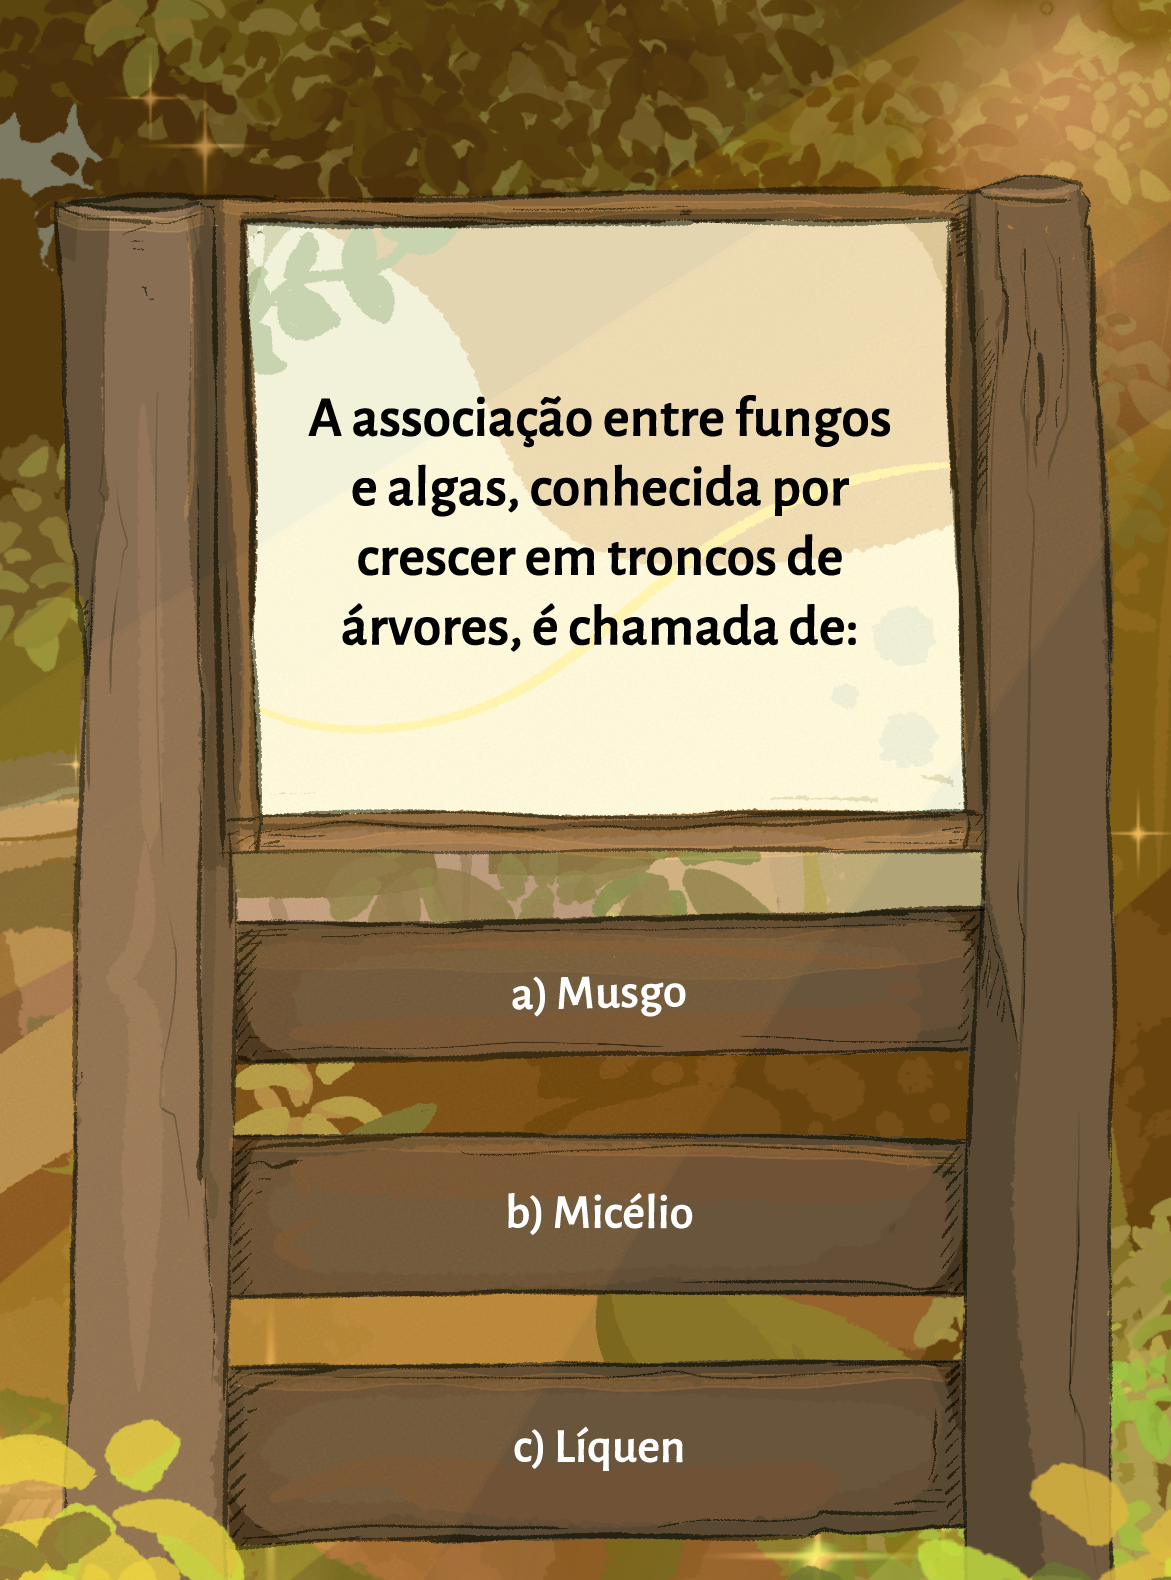 A associação entre fungos
e algas, conhecida por
crescer em troncos de
árvores, é chamada de:
a) Musgo
b) Micélio
c) Líquen